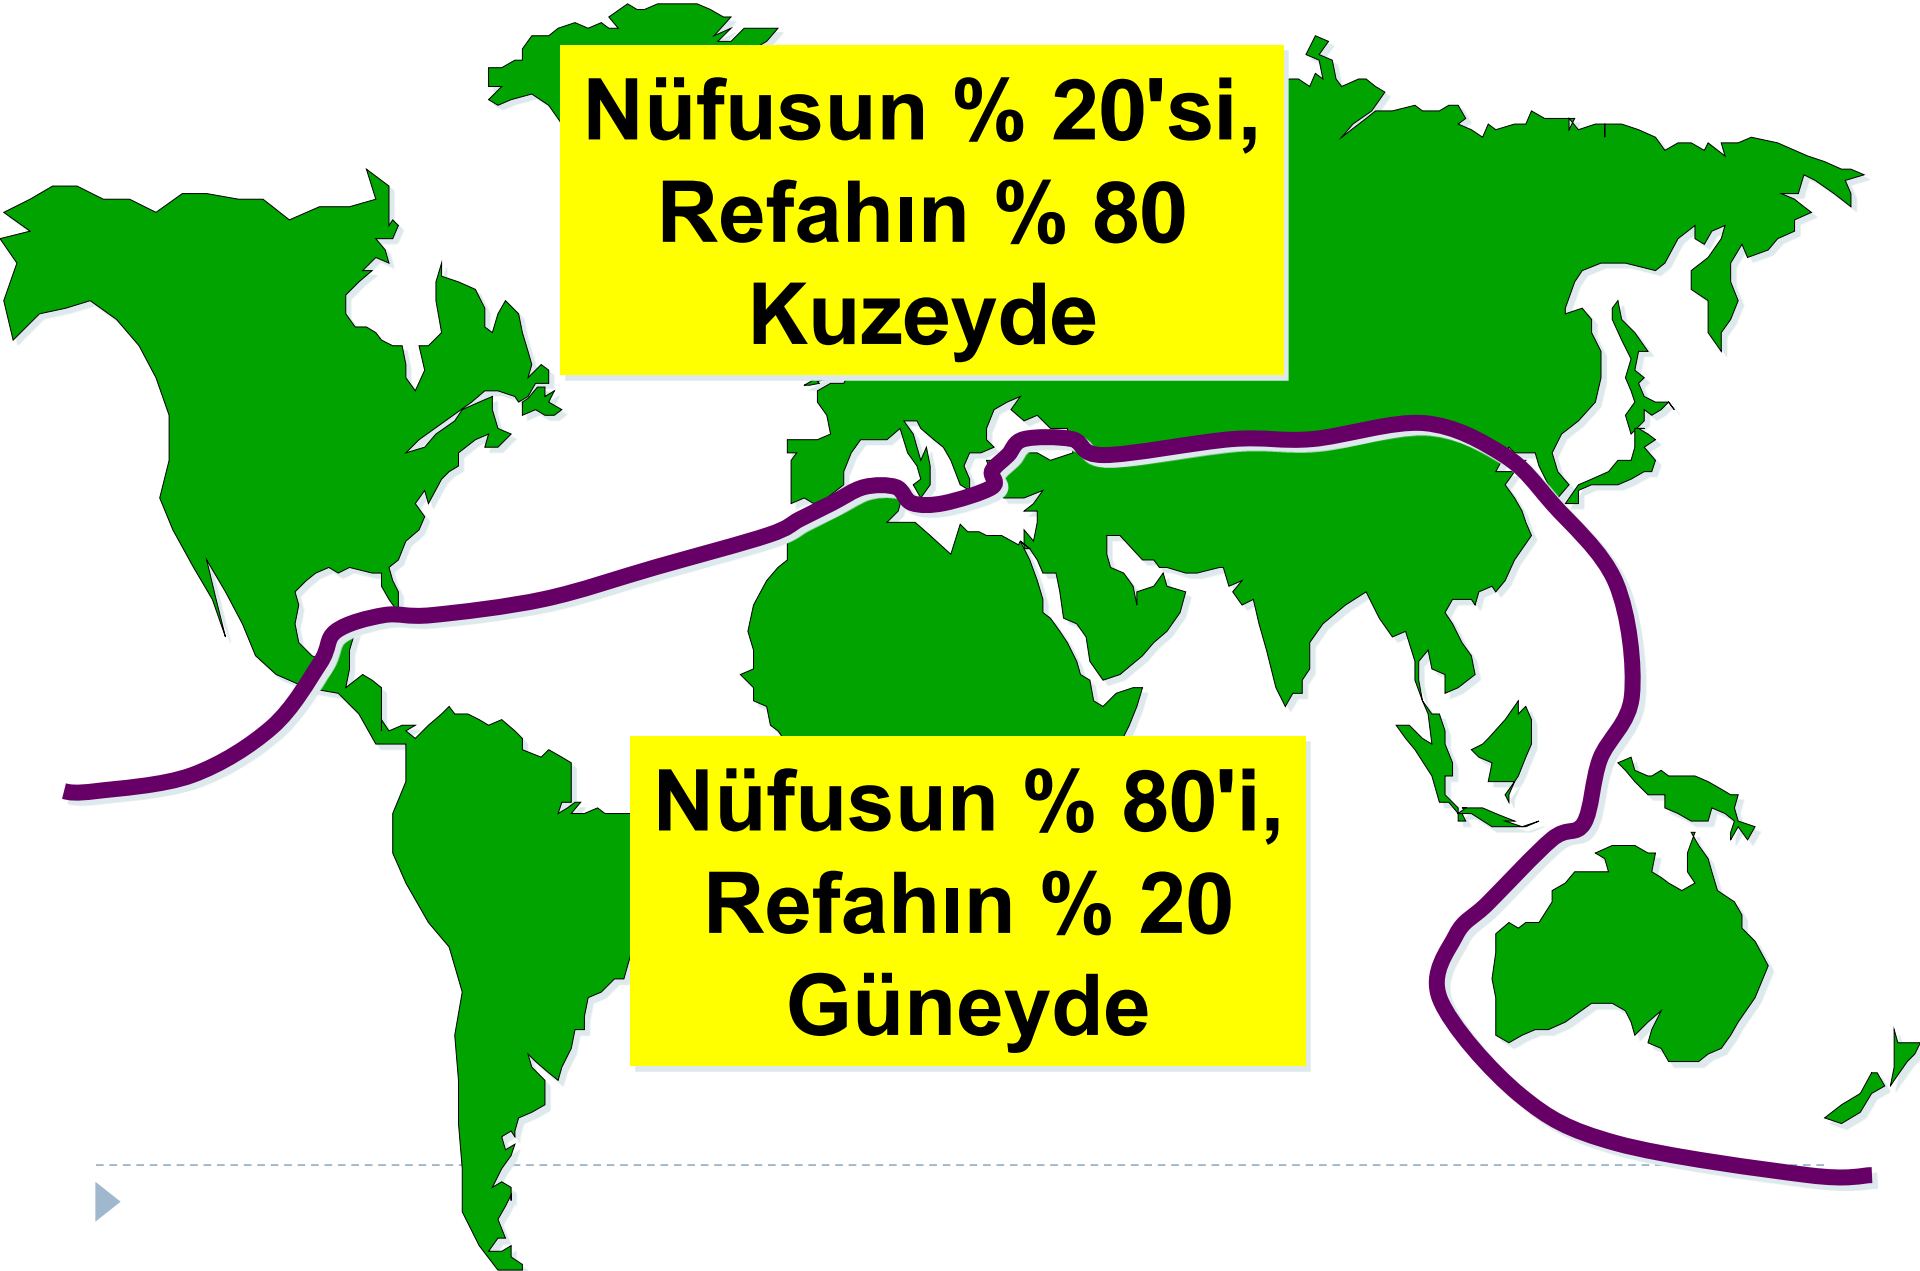 Nüfusun % 20'si,
Refahın % 80
Kuzeyde
Nüfusun % 80'i,
Refahın % 20
Güneyde